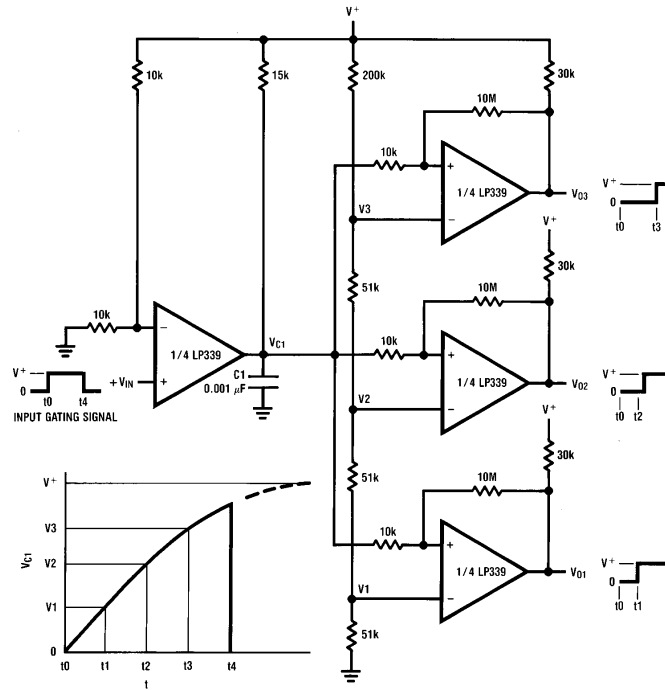 V+
10k
15k
200k
30k
10M
10k
+
1/4 LP339
−
VO3
V+
0
t0
t3
V3
V+
30k
51k
10M
10k
+
1/4 LP339
−
VO2
V+
0
t0
t2
V2
10k
−
1/4 LP339
+
+VIN
VC1
C1
0.001 µF
V+
0
t0
t4
INPUT GATING SIGNAL
V+
30k
51k
10M
10k
+
1/4 LP339
−
VO1
V+
0
t0
t1
V1
51k
V+
V3
V2
V1
0
VC1
t0
t1
t2
t3
t4
t